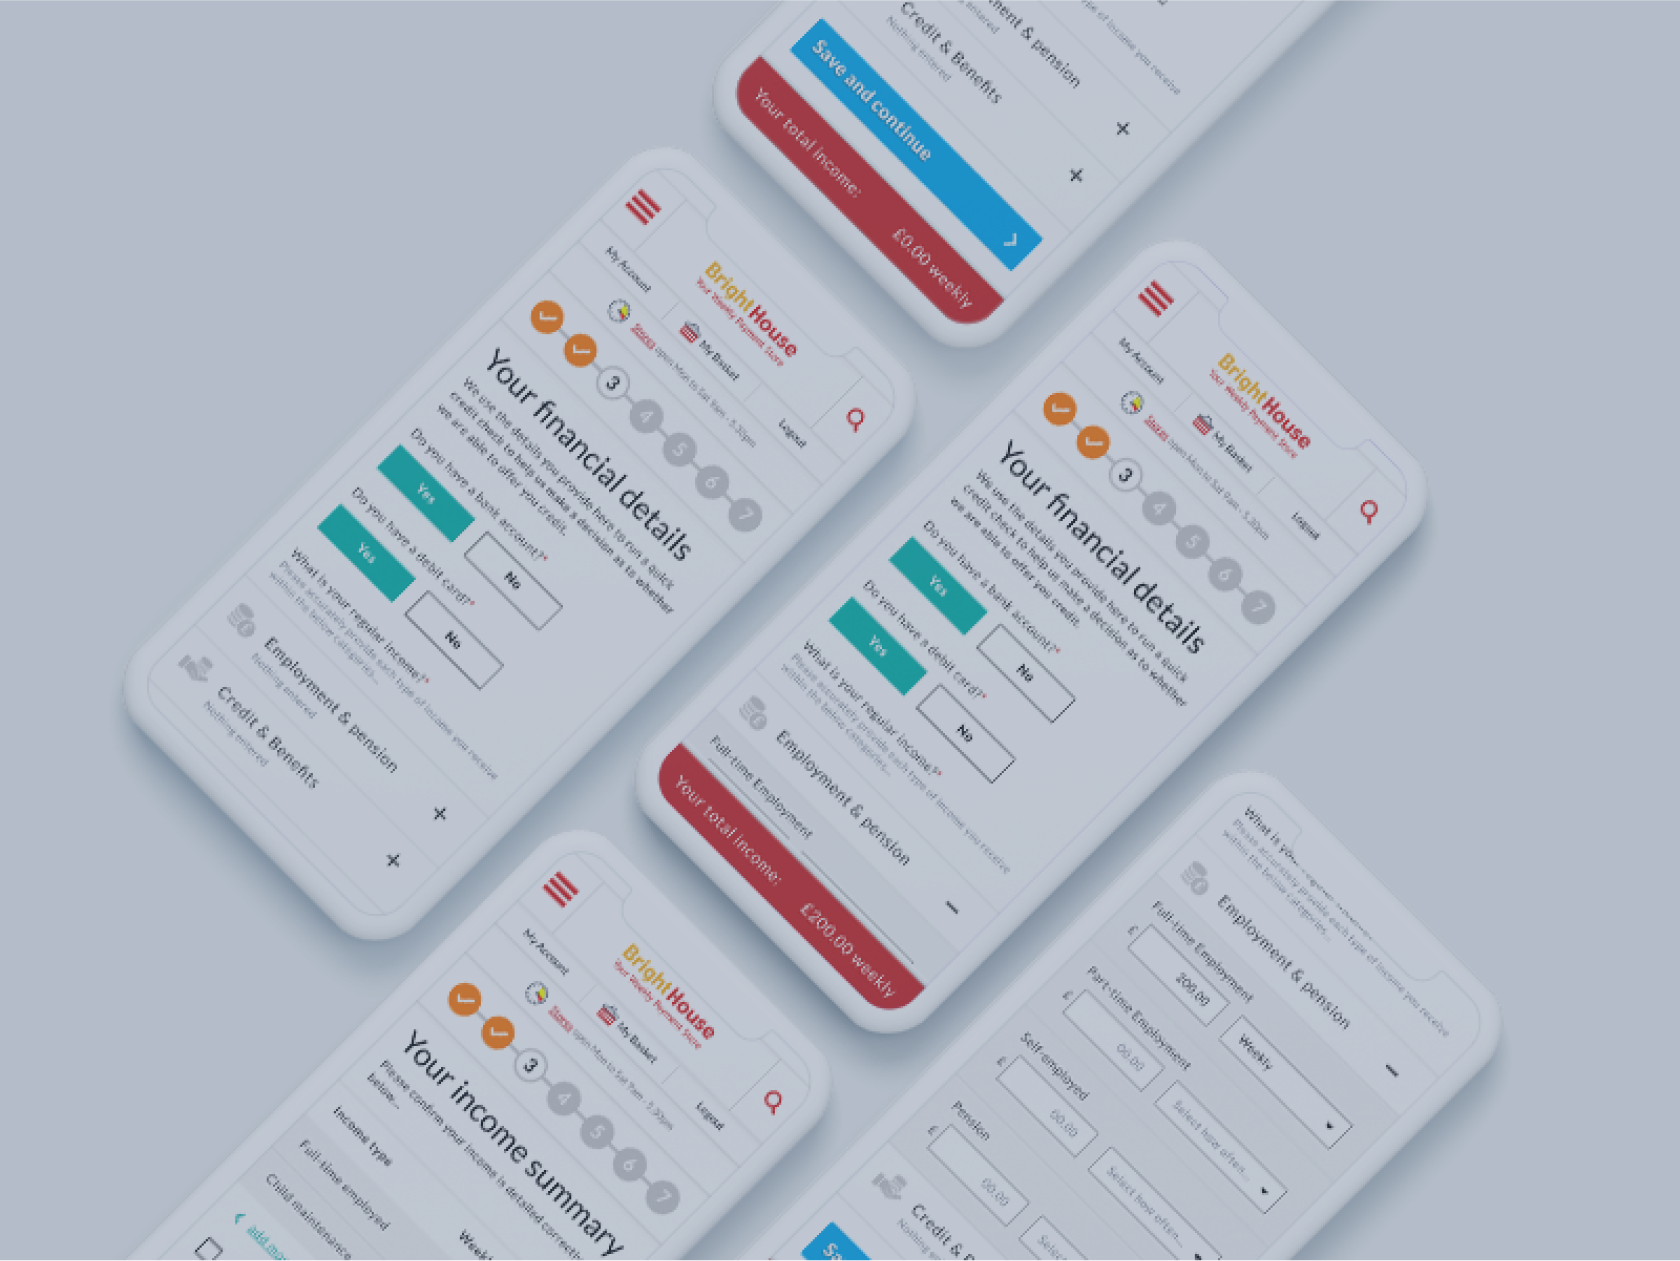 ment & pension
entered
ype of income you receive
Credit & Benefits
Nothing entered
+
+
Save and continue
Your total income:
£0.00 weekly
BrightHouse
Your Weekly Payment Store
My Account
My Basket
Logout
Stores open Mon to Sat 9am - 5.30pm
3 4 5 6 7
Your financial details
We use the details you provide here to run a quick
credit check to help us make a decision as to whether
we are able to offer you credit.
Do you have a bank account?*
Yes
No
Do you have a debit card?*
Yes
No
What is your regular income?*
Please accurately provide each type of income you receive
within the below categories...
Employment & pension
Nothing entered
+
Credit & Benefits
Nothing entered
+
BrightHouse
Your Weekly Payment Store
My Account
My Basket
Logout
Stores open Mon to Sat 9am - 5.30pm
3 4 5 6 7
Your financial details
We use the details you provide here to run a quick
credit check to help us make a decision as to whether
we are able to offer you credit.
Do you have a bank account?*
Yes
No
Do you have a debit card?*
Yes
No
What is your regular income?*
Please accurately provide each type of income you receive
within the below categories...
Employment & pension
Full-time Employment
Your total income:
£200.00 weekly
BrightHouse
Your Weekly Payment Store
My Account
My Basket
Logout
Stores open Mon to Sat 9am - 5.30pm
3 4 5 6 7
Your income summary
Please confirm your income is detailed correctl
below...
Income type
Full-time employed
Week
Child maintenance
add mo
What is yo
Please accurately provide each type of income you receive
within the below categories...
Employment & pension
Full-time Employment
£ 200.00
Weekly
Part-time Employment
£ 00.00
Select how often...
Self-employed
£ 00.00
Select how often...
Pension
£ 00.00
Selec
Credit & B
Nothing en
Sa